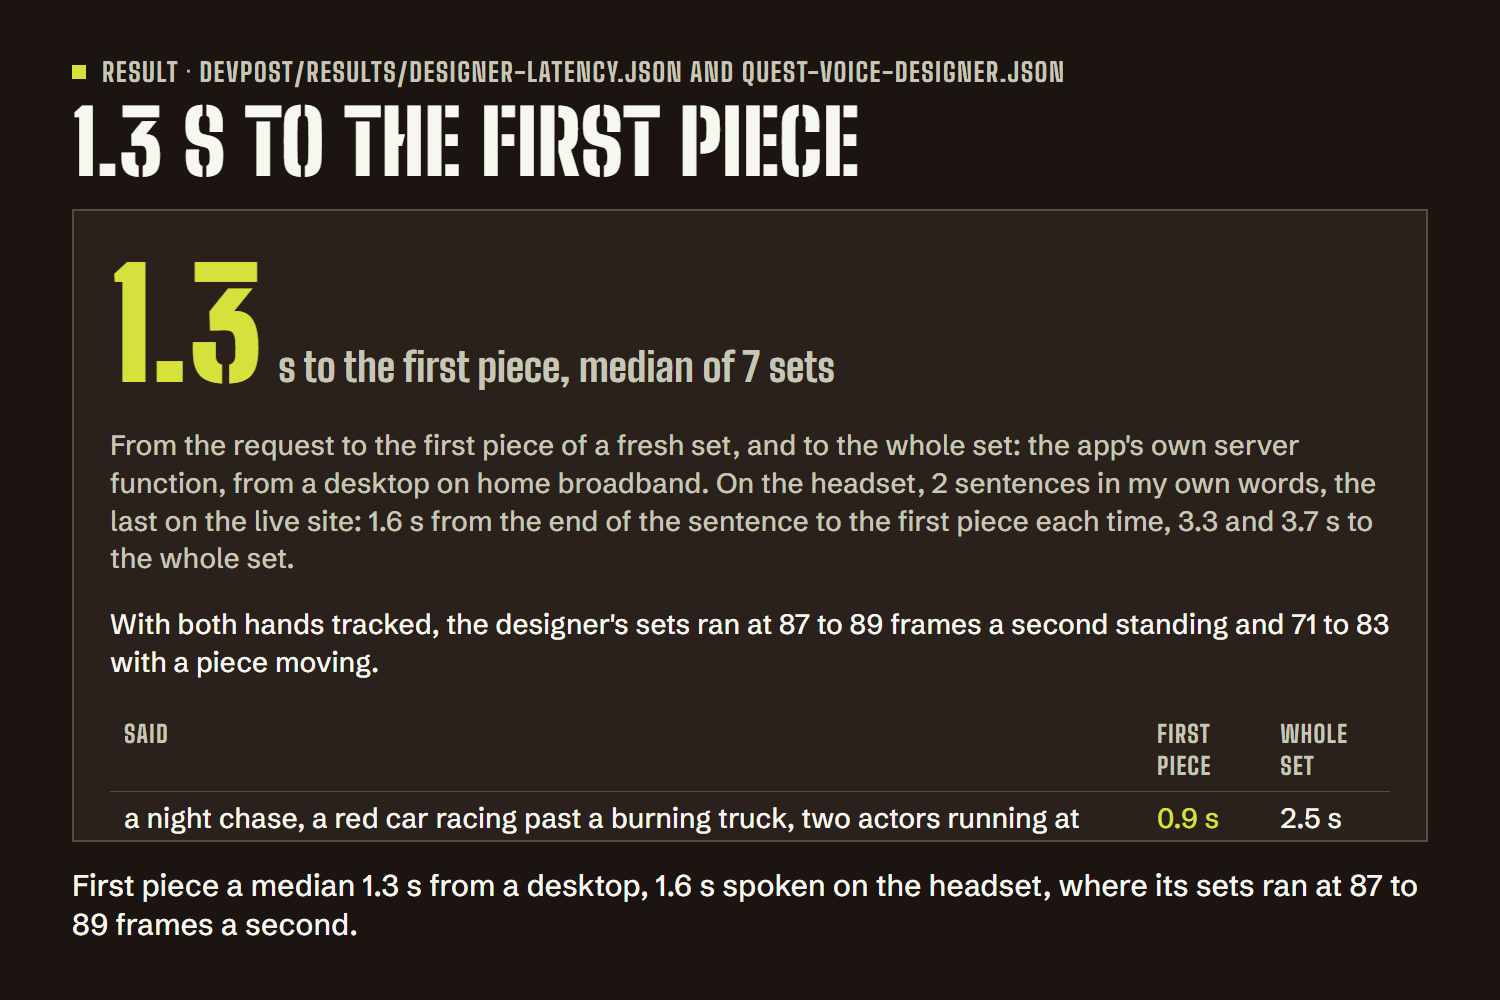 RESULT · DEVPOST/RESULTS/DESIGNER-LATENCY.JSON AND QUEST-VOICE-DESIGNER.JSON
1.3 S TO THE FIRST PIECE
1.3 s to the first piece, median of 7 sets
From the request to the first piece of a fresh set, and to the whole set: the app's own server
function, from a desktop on home broadband. On the headset, 2 sentences in my own words, the
last on the live site: 1.6 s from the end of the sentence to the first piece each time, 3.3 and 3.7 s to
the whole set.
With both hands tracked, the designer's sets ran at 87 to 89 frames a second standing and 71 to 83
with a piece moving.
SAID FIRST PIECE WHOLE SET
a night chase, a red car racing past a burning truck, two actors running at 0.9 s 2.5 s
First piece a median 1.3 s from a desktop, 1.6 s spoken on the headset, where its sets ran at 87 to
89 frames a second.